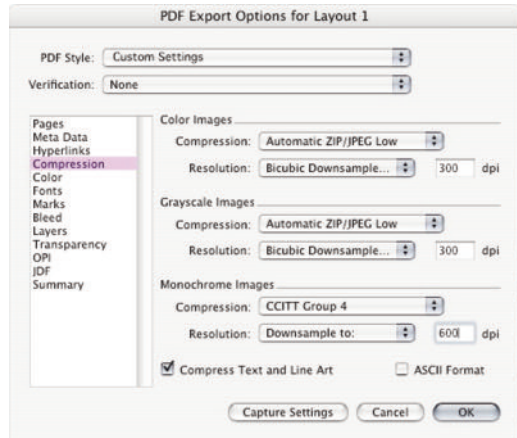 PDF Export Options for Layout 1
PDF Style: Custom Settings
Verification: None
Pages
Meta Data
Hyperlinks
Compression
Color
Fonts
Marks
Bleed
Layers
Transparency
OPI
JDF
Summary
Color Images
Compression: Automatic ZIP/JPEG Low
Resolution: Bicubic Downsample... 300 dpi
Grayscale Images
Compression: Automatic ZIP/JPEG Low
Resolution: Bicubic Downsample... 300 dpi
Monochrome Images
Compression: CCITT Group 4
Resolution: Downsample to: 600 dpi
Compress Text and Line Art ASCII Format
Capture Settings Cancel OK